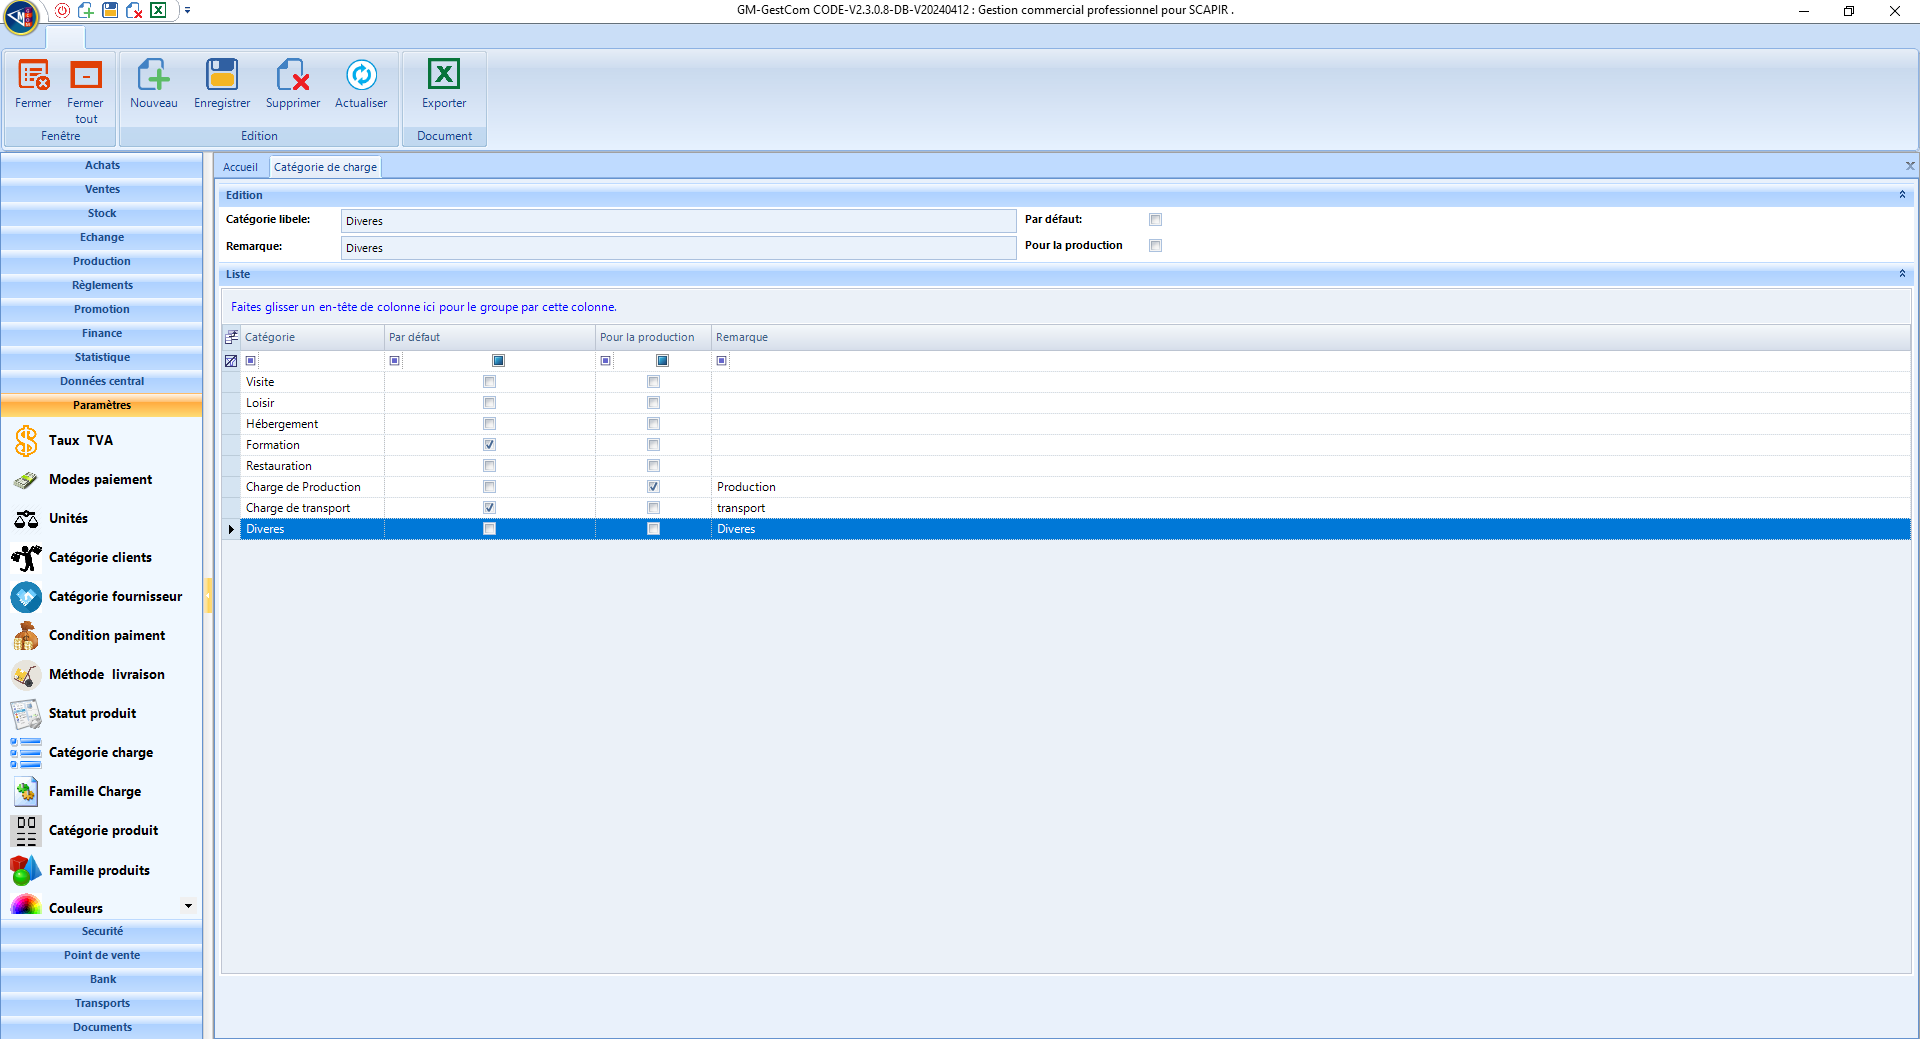 GM-GestCom CODE-V2.3.0.8-DB-V20240412 : Gestion commercial professionnel pour SCAPIR .
Fermer
Fermer tout
Nouveau
Enregistrer
Supprimer
Actualiser
Exporter
Fenêtre
Edition
Document
Achats
Ventes
Stock
Echange
Production
Règlements
Promotion
Finance
Statistique
Données central
Paramètres
Taux TVA
Modes paiement
Unités
Catégorie clients
Catégorie fournisseur
Condition paiment
Méthode livraison
Statut produit
Catégorie charge
Famille Charge
Catégorie produit
Famille produits
Couleurs
Securité
Point de vente
Bank
Transports
Documents
Accueil
Catégorie de charge
Edition
Catégorie libele: Diveres Par défaut:
Remarque: Diveres Pour la production
Liste
Faites glisser un en-tête de colonne ici pour le groupe par cette colonne.
Catégorie Par défaut Pour la production Remarque
Visite
Loisir
Hébergement
Formation
Restauration
Charge de Production Production
Charge de transport transport
Diveres Diveres